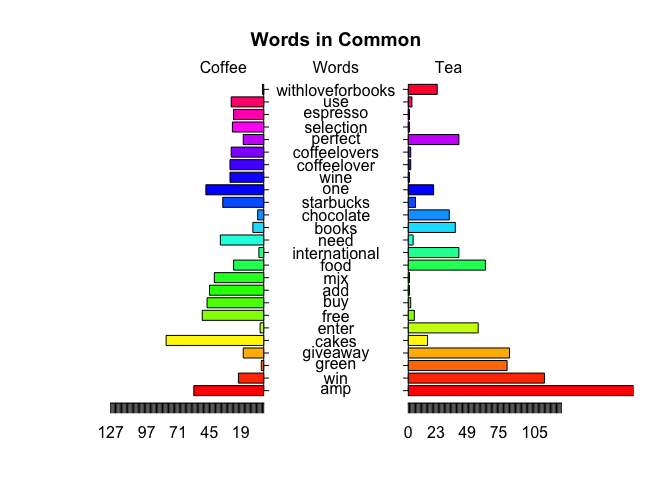 Words in Common
Coffee Words Tea
withloveforbooks
use
espresso
selection
perfect
coffeelovers
coffeelover
wine
one
starbucks
chocolate
books
need
international
food
mix
add
buy
free
enter
cakes
giveaway
green
win
amp
127 97 71 45 19 0 23 49 75 105